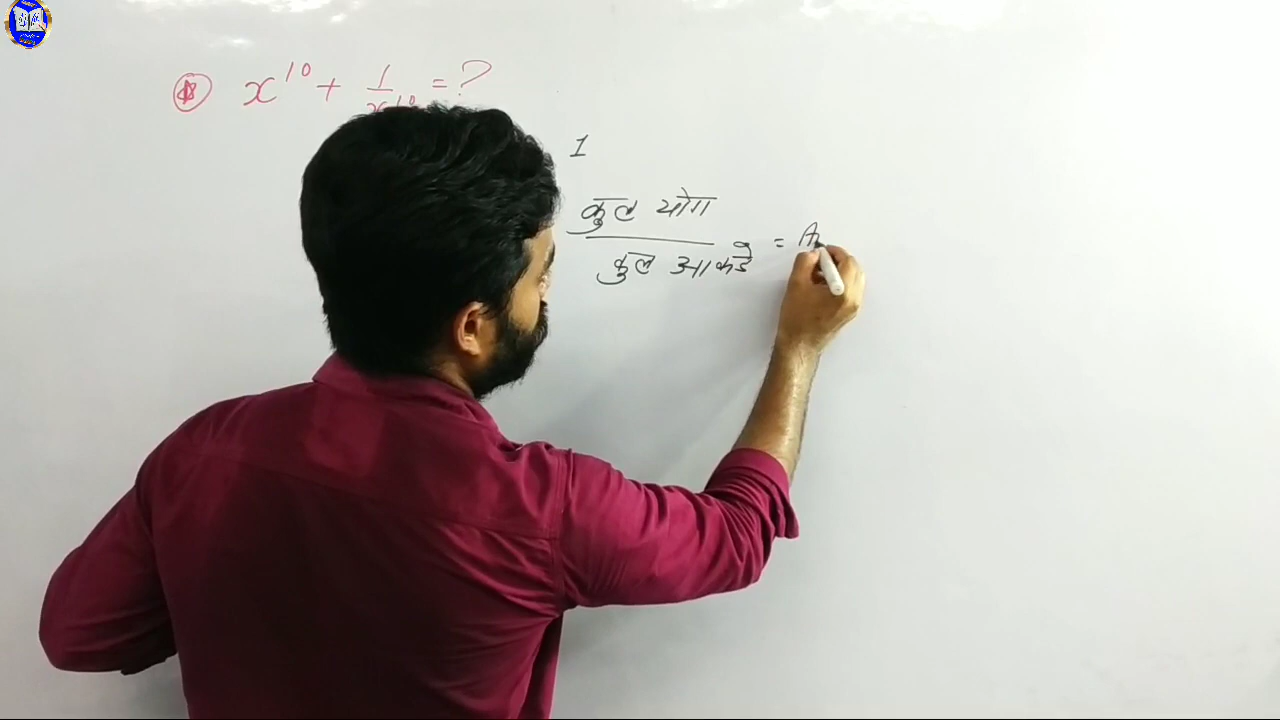 x¹⁰ + 1/x¹⁰ = ?
1
कुल योग
कुल आकडे = A